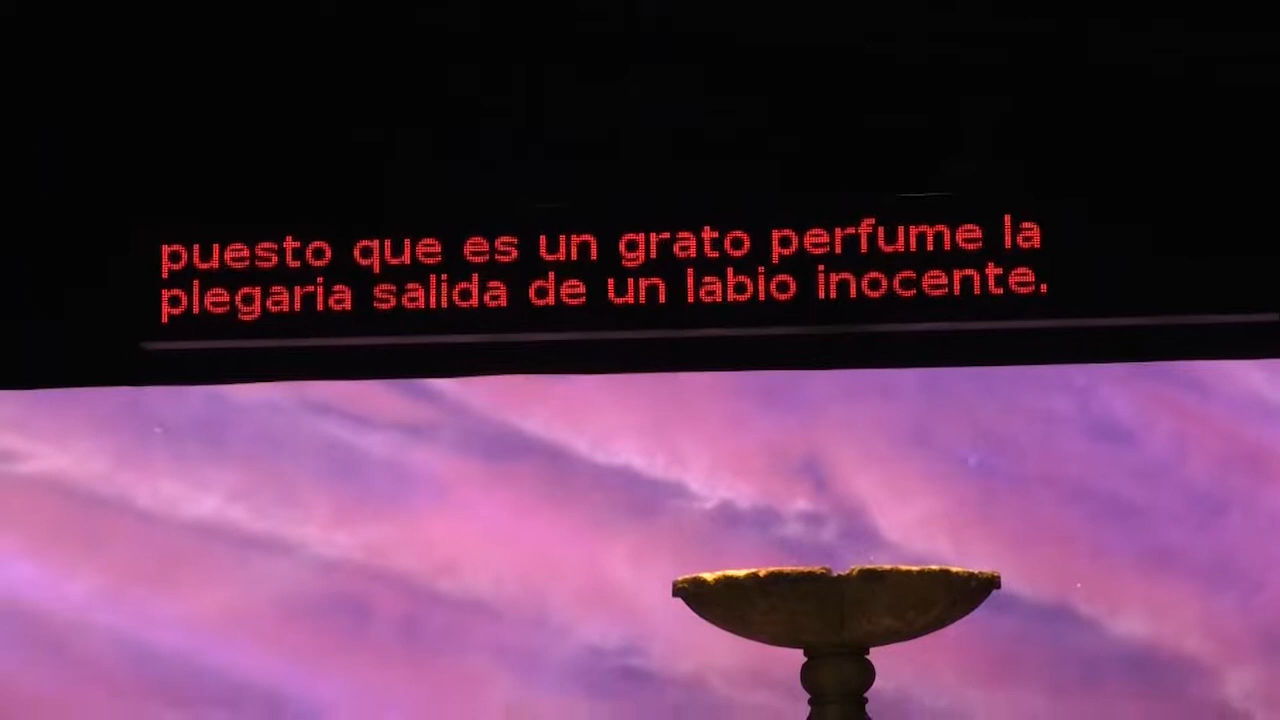 puesto que es un grato perfume la
plegaria salida de un labio inocente.